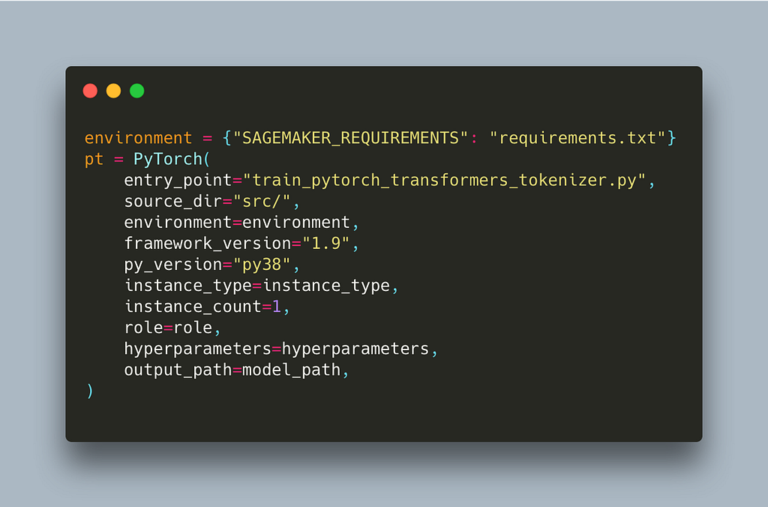 environment = {"SAGEMAKER_REQUIREMENTS": "requirements.txt"}
pt = PyTorch(
    entry_point="train_pytorch_transformers_tokenizer.py",
    source_dir="src/",
    environment=environment,
    framework_version="1.9",
    py_version="py38",
    instance_type=instance_type,
    instance_count=1,
    role=role,
    hyperparameters=hyperparameters,
    output_path=model_path,
)